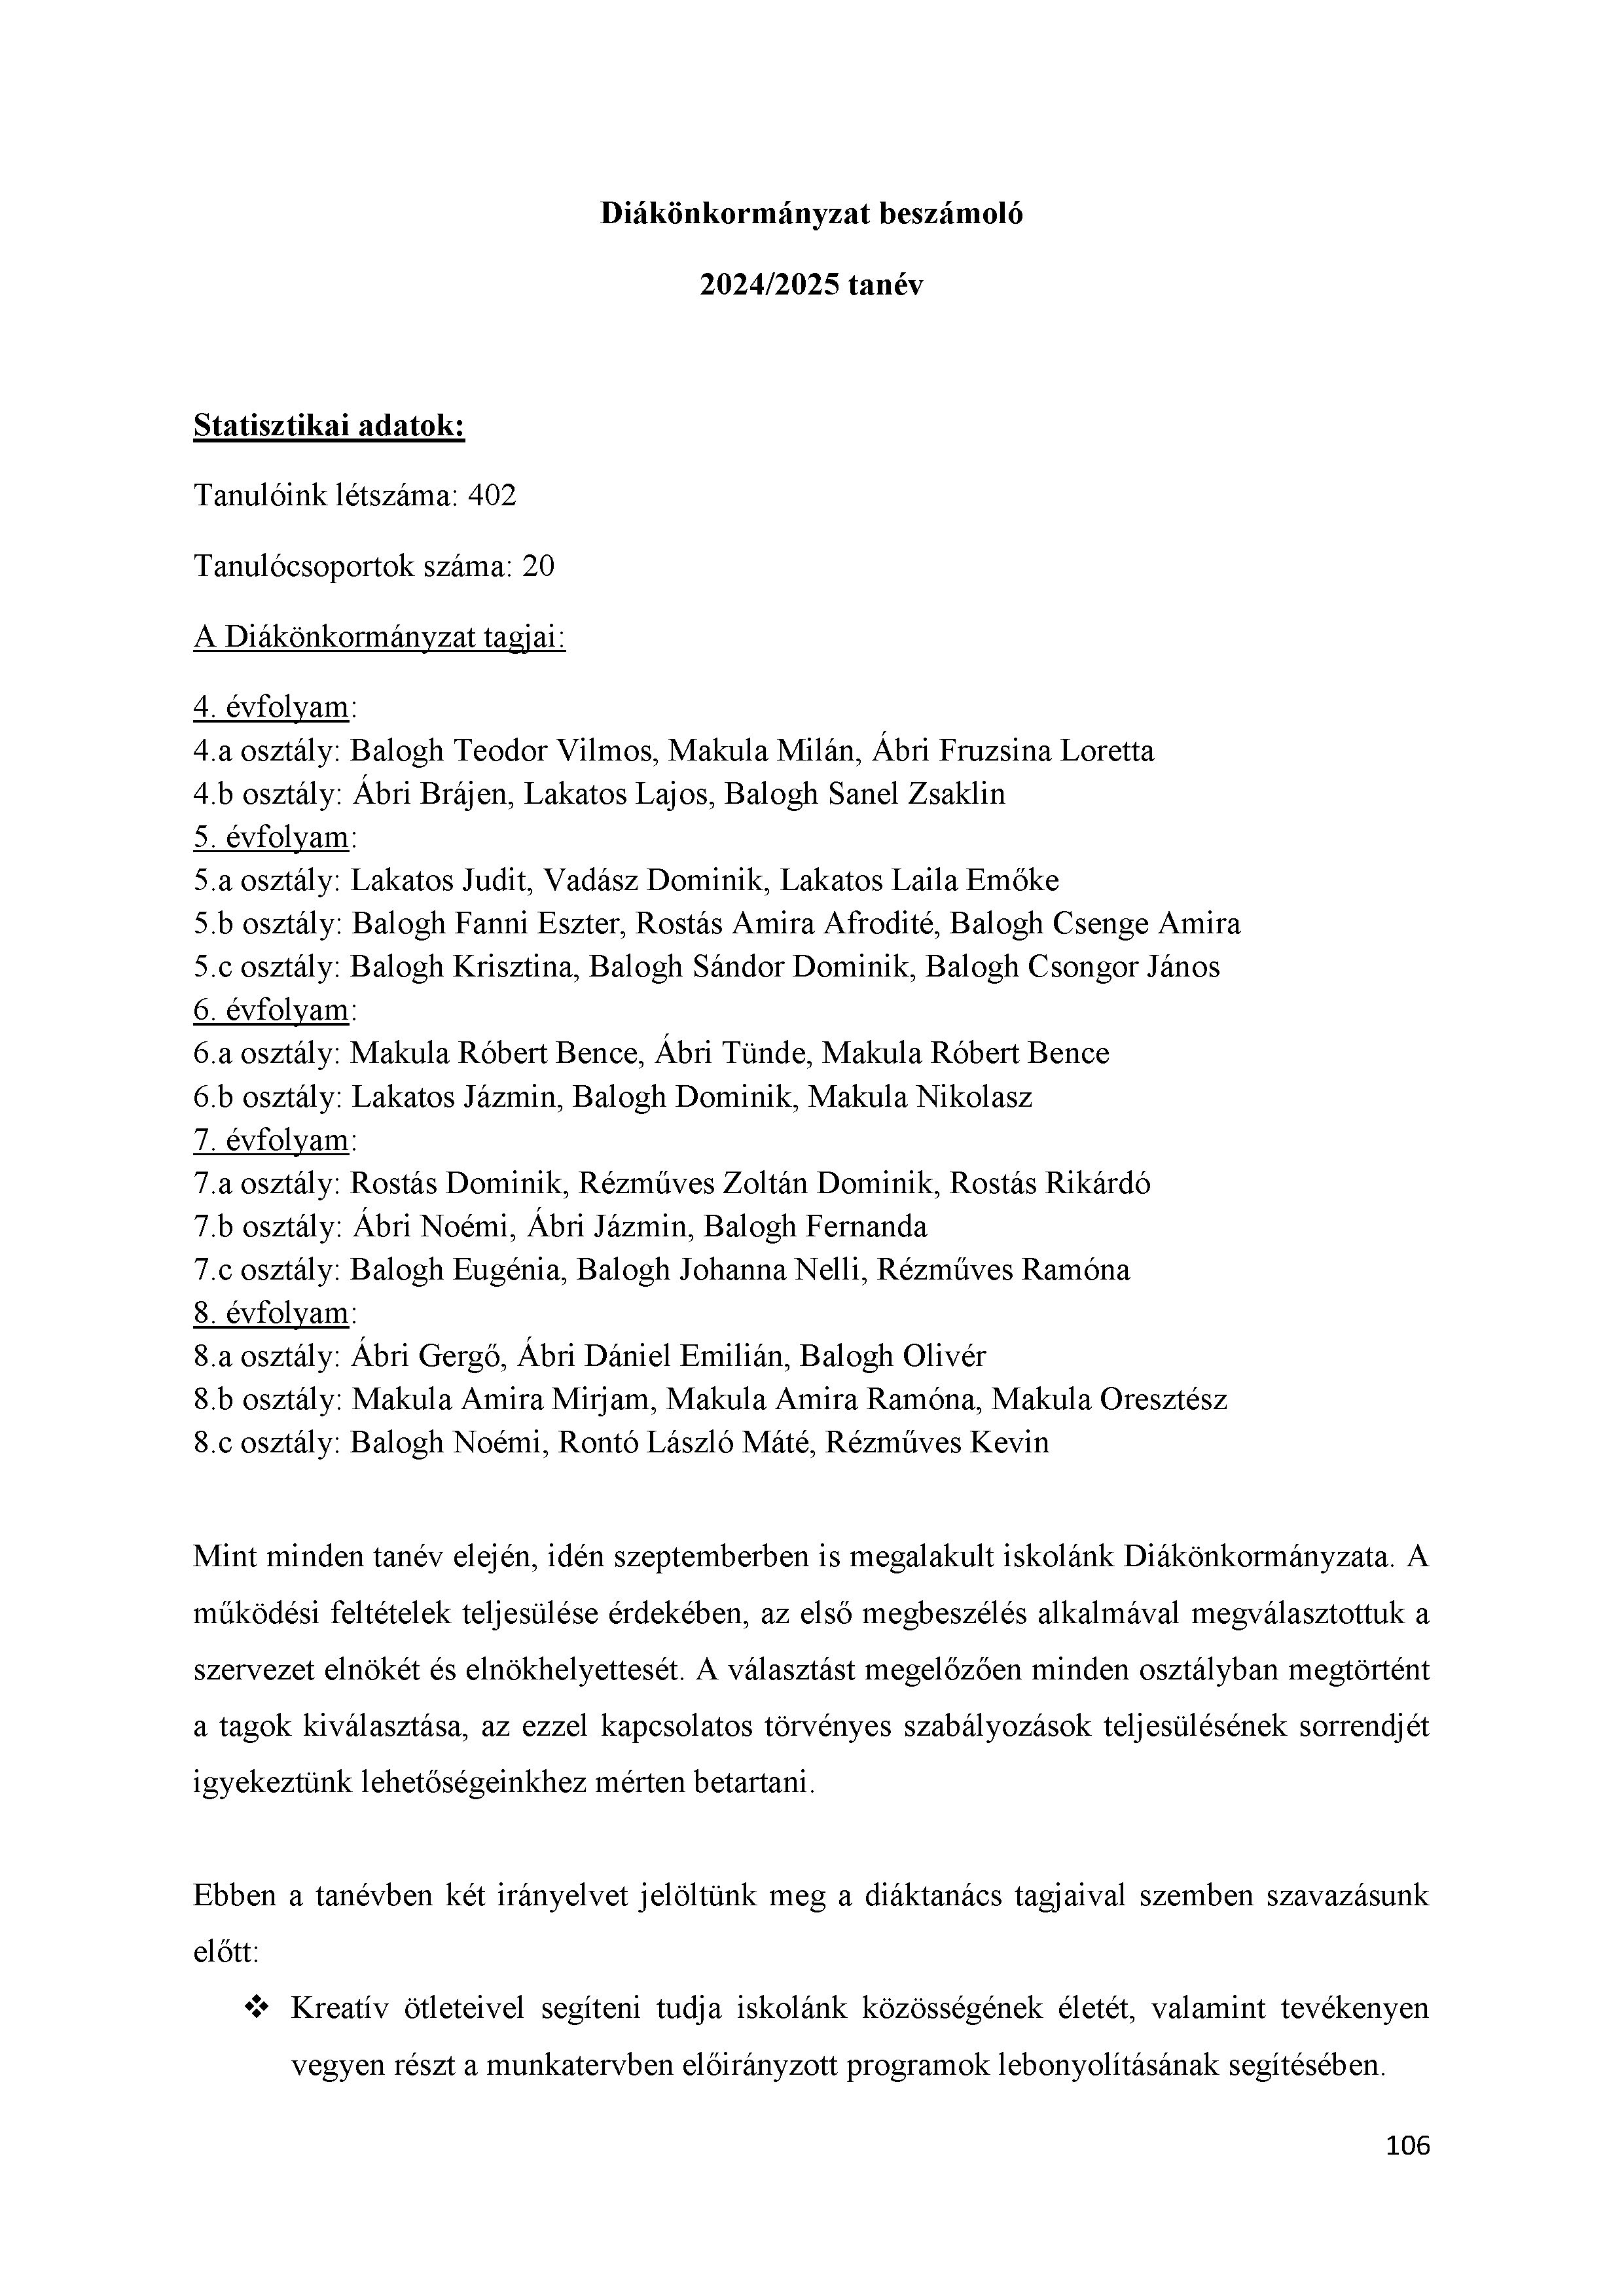 Diákönkormányzat beszámoló
2024/2025 tanév
Statisztikai adatok:
Tanulóink létszáma: 402
Tanulócsoportok száma: 20
A Diákönkormányzat tagjai:
4. évfolyam:
4.a osztály: Balogh Teodor Vilmos, Makula Milán, Ábri Fruzsina Loretta
4.b osztály: Ábri Brájen, Lakatos Lajos, Balogh Sanel Zsaklin
5. évfolyam:
5.a osztály: Lakatos Judit, Vadász Dominik, Lakatos Laila Emőke
5.b osztály: Balogh Fanni Eszter, Rostás Amira Afrodité, Balogh Csenge Amira
5.c osztály: Balogh Krisztina, Balogh Sándor Dominik, Balogh Csongor János
6. évfolyam:
6.a osztály: Makula Róbert Bence, Ábri Tünde, Makula Róbert Bence
6.b osztály: Lakatos Jázmin, Balogh Dominik, Makula Nikolasz
7. évfolyam:
7.a osztály: Rostás Dominik, Rézműves Zoltán Dominik, Rostás Rikárdó
7.b osztály: Ábri Noémi, Ábri Jázmin, Balogh Fernanda
7.c osztály: Balogh Eugénia, Balogh Johanna Nelli, Rézműves Ramóna
8. évfolyam:
8.a osztály: Ábri Gergő, Ábri Dániel Emilián, Balogh Olivér
8.b osztály: Makula Amira Mirjam, Makula Amira Ramóna, Makula Oresztész
8.c osztály: Balogh Noémi, Rontó László Máté, Rézműves Kevin
Mint minden tanév elején, idén szeptemberben is megalakult iskolánk Diákönkormányzata. A
működési feltételek teljesülése érdekében, az első megbeszélés alkalmával megválasztottuk a
szervezet elnökét és elnökhelyettesét. A választást megelőzően minden osztályban megtörtént
a tagok kiválasztása, az ezzel kapcsolatos törvényes szabályozások teljesülésének sorrendjét
igyekeztünk lehetőségeinkhez mérten betartani.
Ebben a tanévben két irányelvet jelöltünk meg a diáktanács tagjaival szemben szavazásunk
előtt:
❖ Kreatív ötleteivel segíteni tudja iskolánk közösségének életét, valamint tevékenyen
vegyen részt a munkatervben előirányzott programok lebonyolításának segítésében.
106